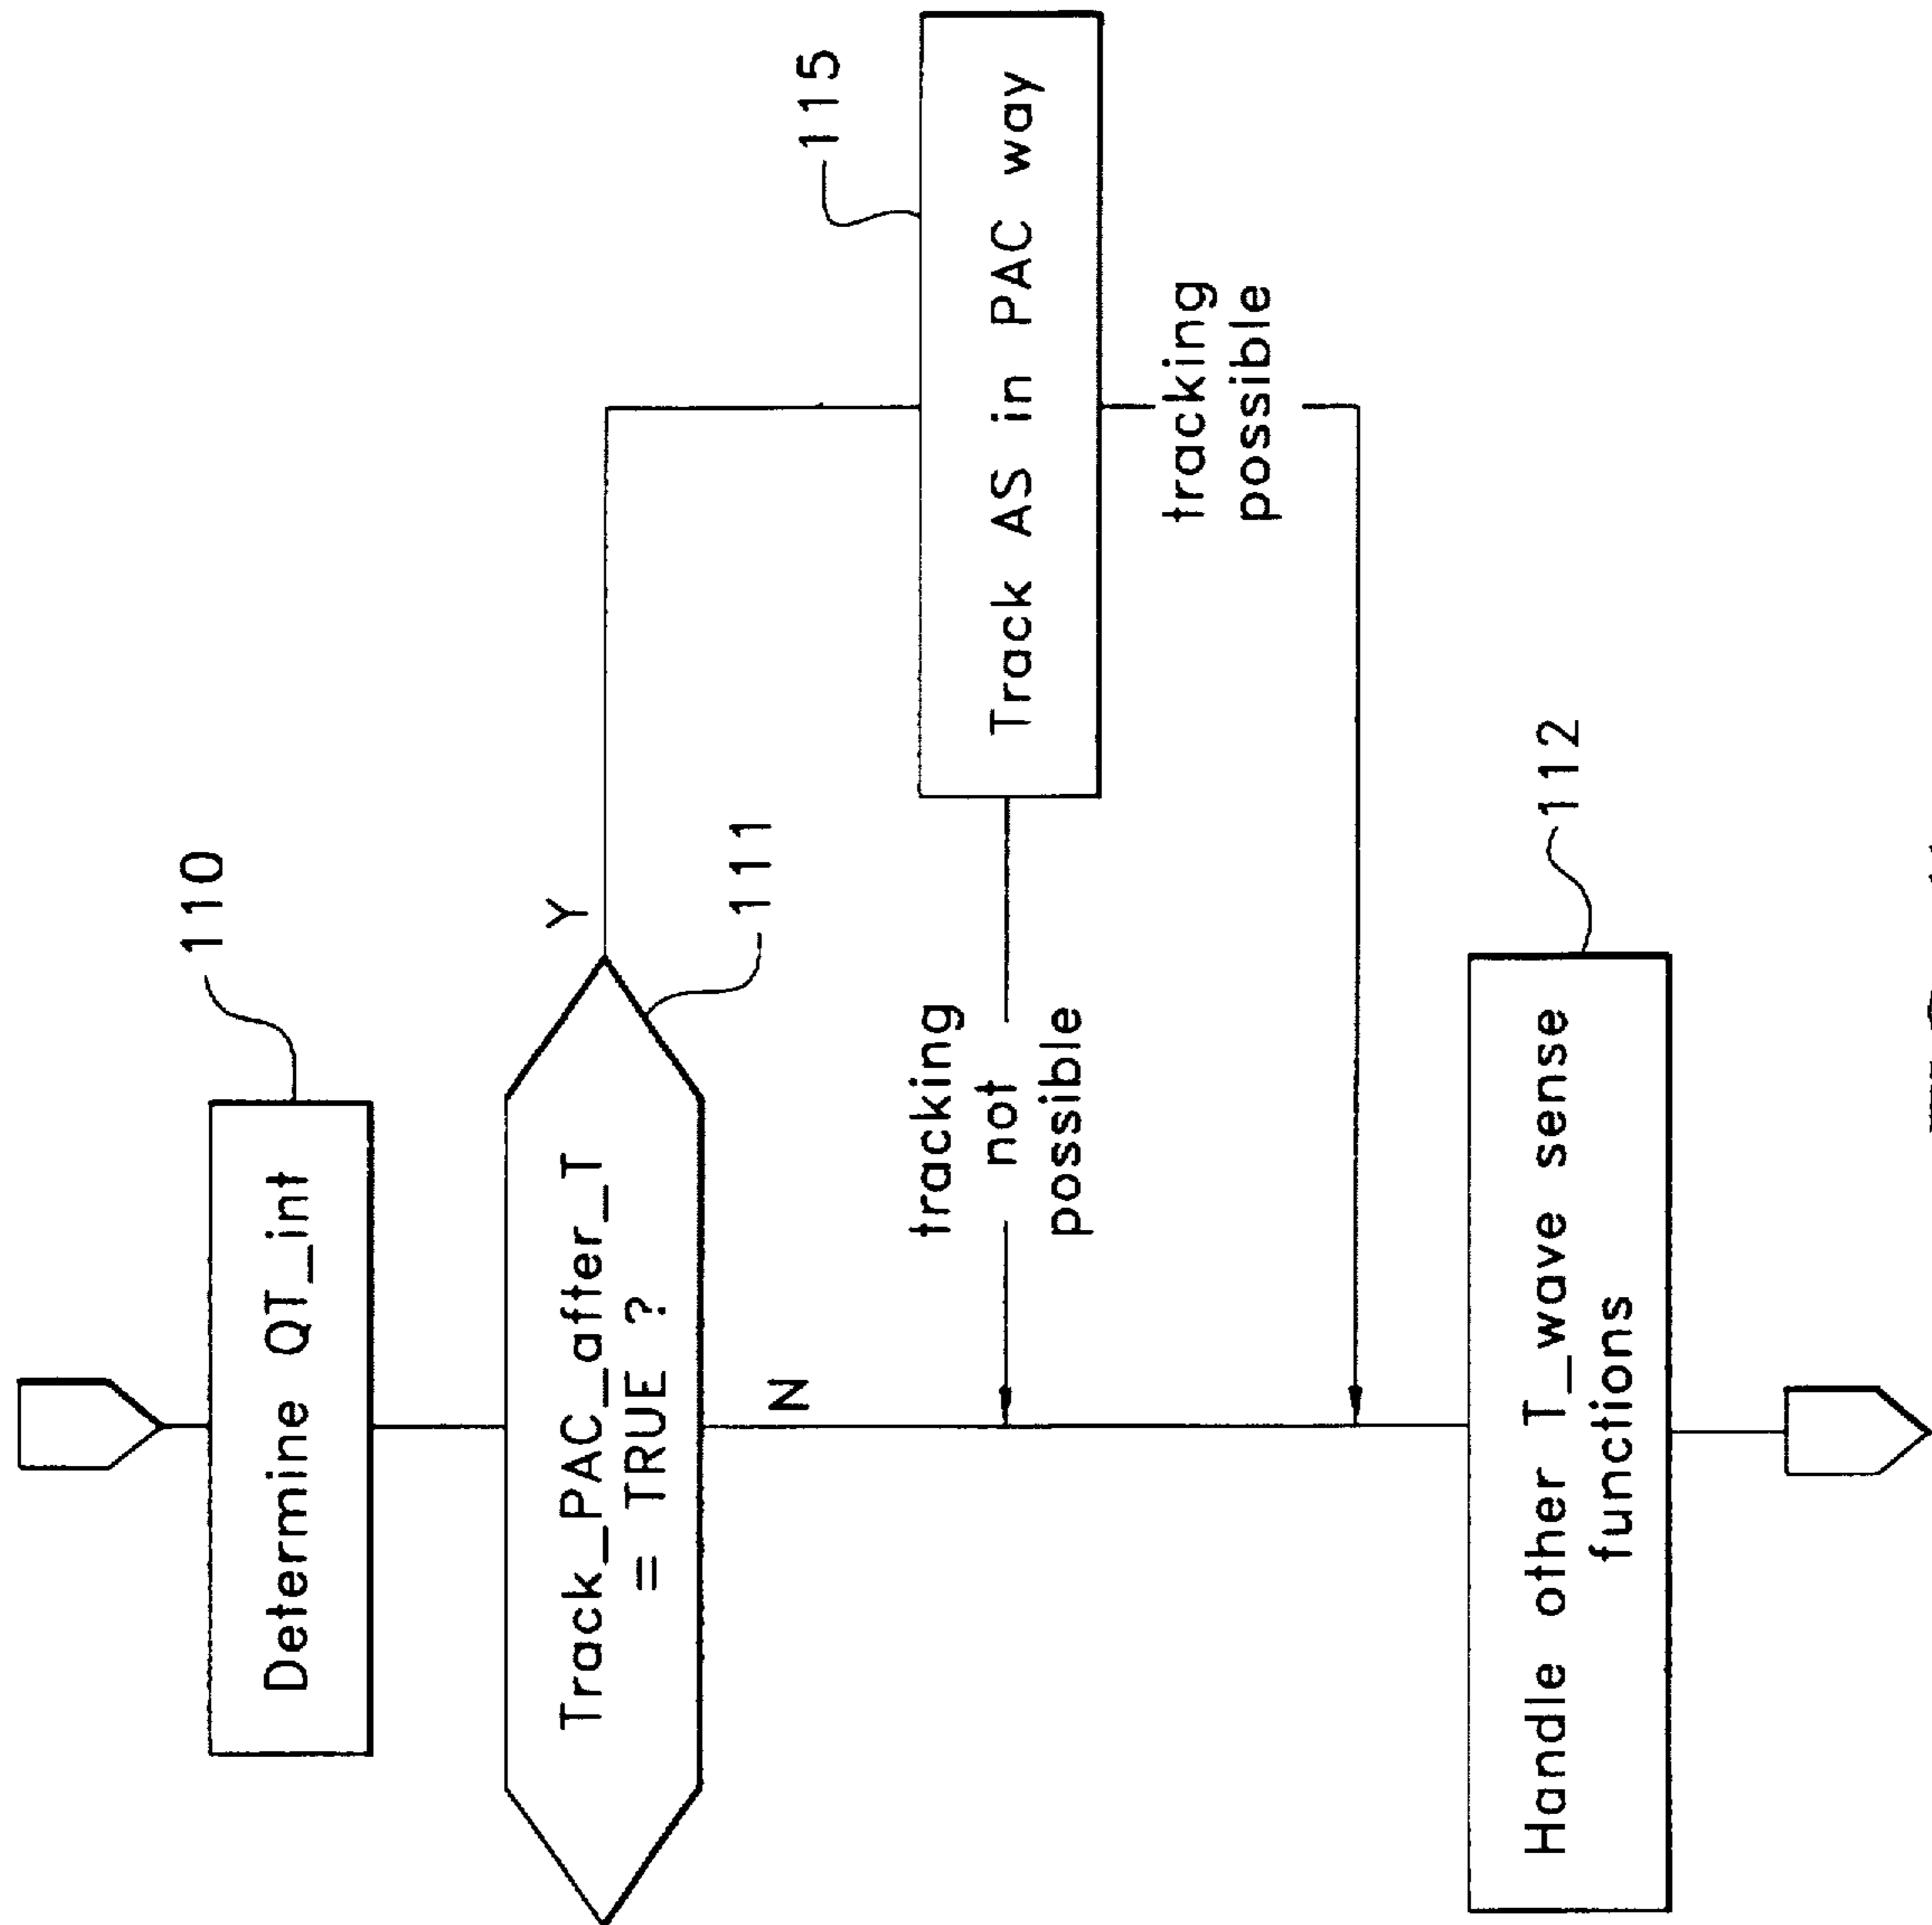 110
Determine QT_int
Y
Track_PAC_after_T
= TRUE ?
111
N
115
Track AS in PAC way
tracking
not
possible
tracking
possible
112
Handle other T_wave sense
functions